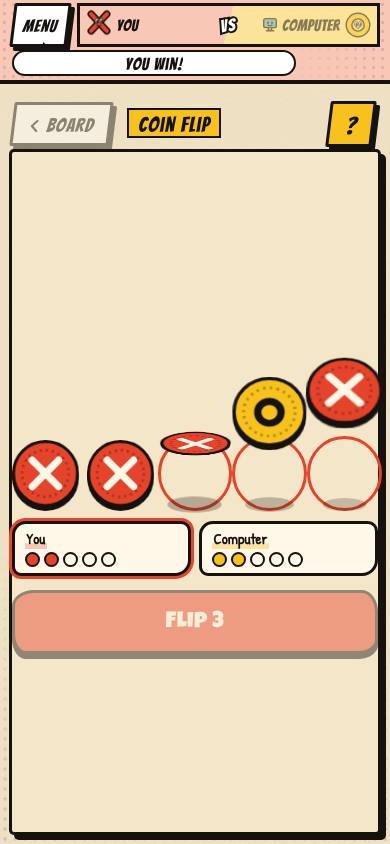 MENU
YOU
VS
COMPUTER
YOU WIN!
< BOARD
COIN FLIP
?
You
Computer
FLIP 3